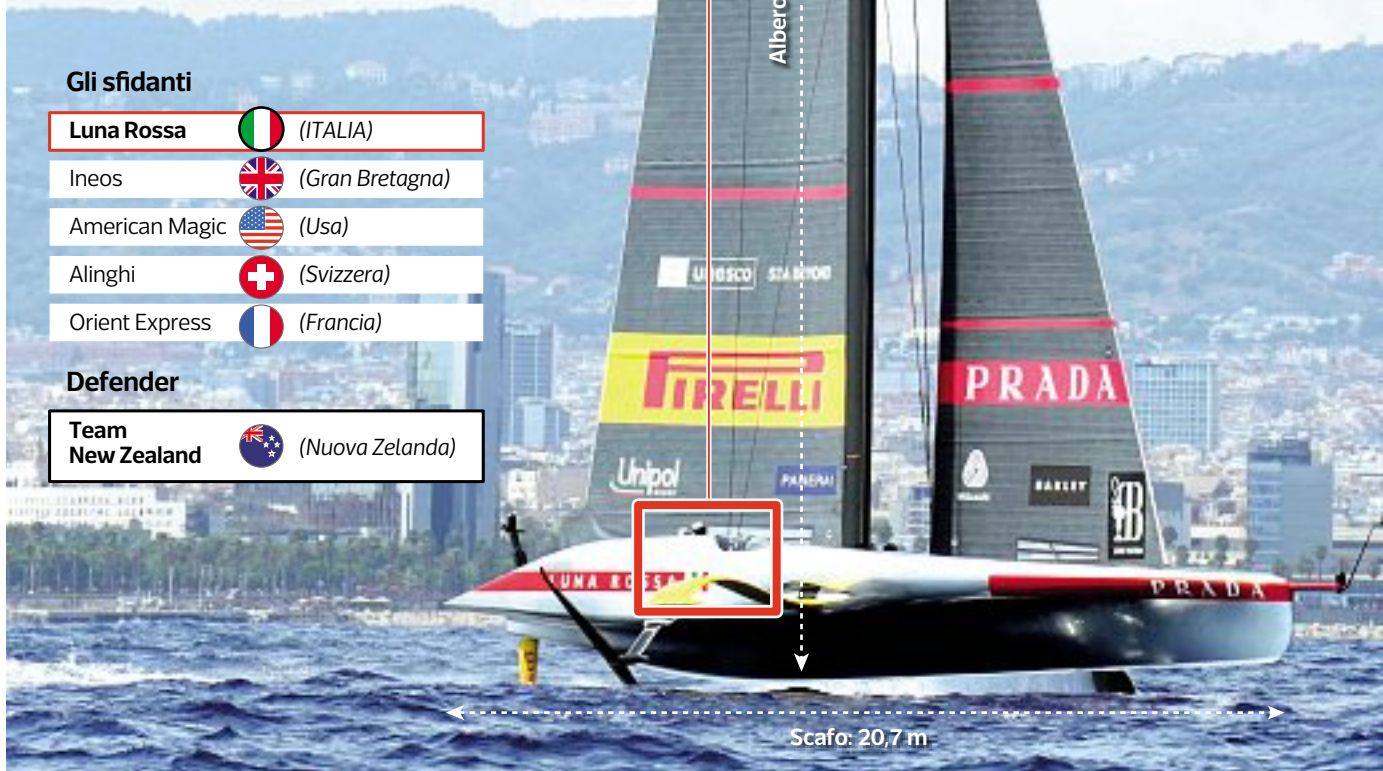 Gli sfidanti
Luna Rossa (ITALIA)
Ineos (Gran Bretagna)
American Magic (Usa)
Alinghi (Svizzera)
Orient Express (Francia)
Defender
Team
New Zealand (Nuova Zelanda)
Albero
UNESCO
PIRELLI
PRADA
Unipol
PANERAI
LUNA ROSSA
PRADA
Scafo: 20,7 m